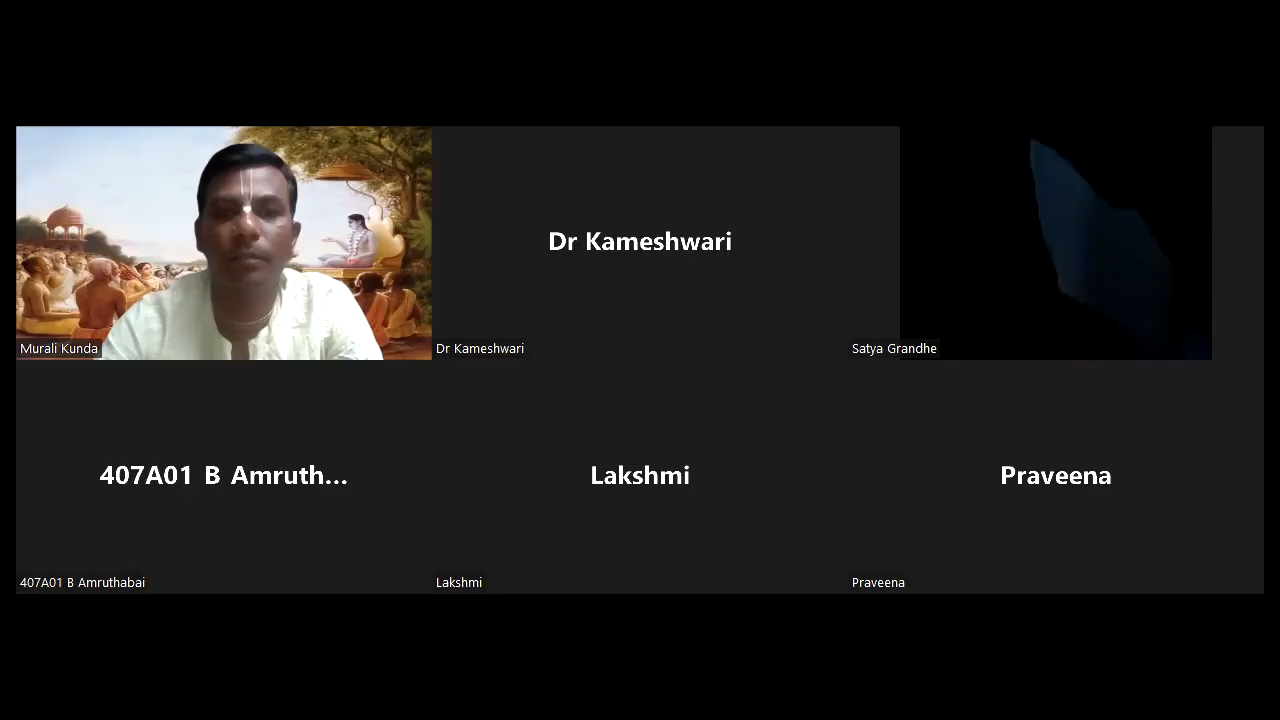 Dr Kameshwari
Murali Kunda
Dr Kameshwari
Satya Grandhe
407A01 B Amruth...
Lakshmi
Praveena
407A01 B Amruthabai
Lakshmi
Praveena